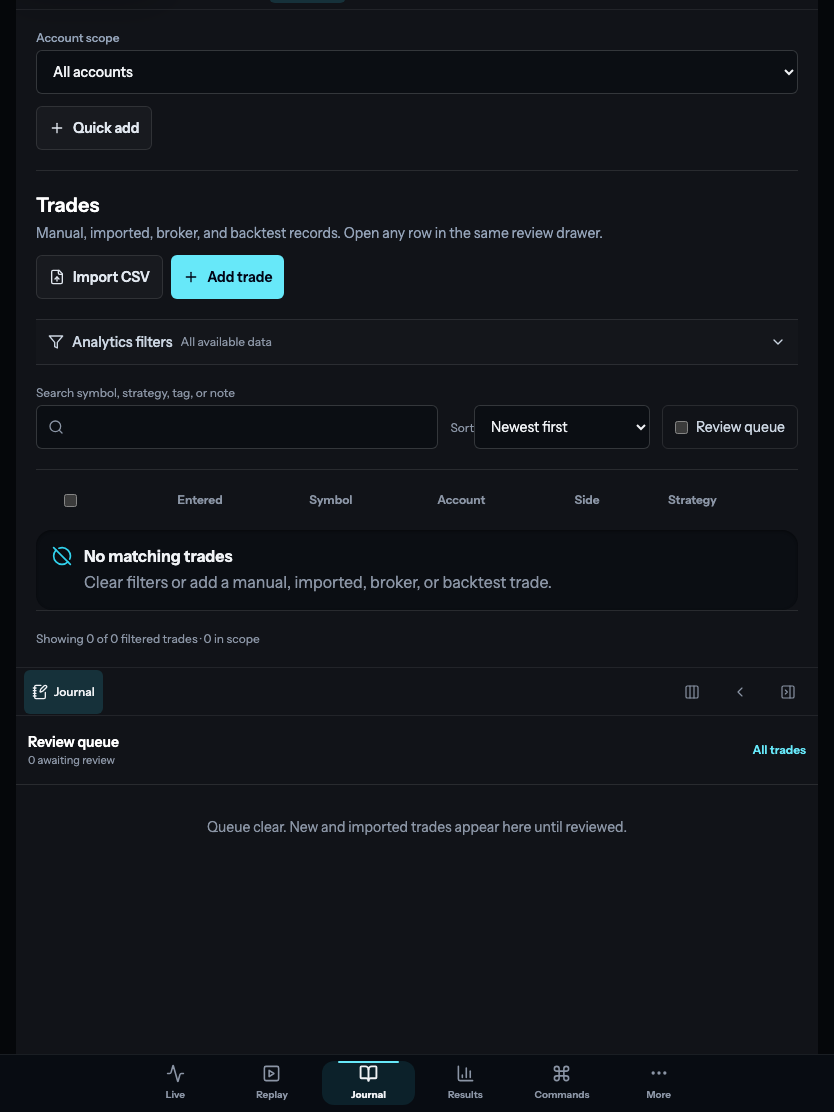 Account scope
All accounts
Quick add
Trades
Manual, imported, broker, and backtest records. Open any row in the same review drawer.
Import CSV
Add trade
Analytics filters All available data
Search symbol, strategy, tag, or note
Sort Newest first Review queue
Entered Symbol Account Side Strategy
No matching trades
Clear filters or add a manual, imported, broker, or backtest trade.
Showing 0 of 0 filtered trades · 0 in scope
Journal
Review queue
0 awaiting review
All trades
Queue clear. New and imported trades appear here until reviewed.
Live Replay Journal Results Commands More